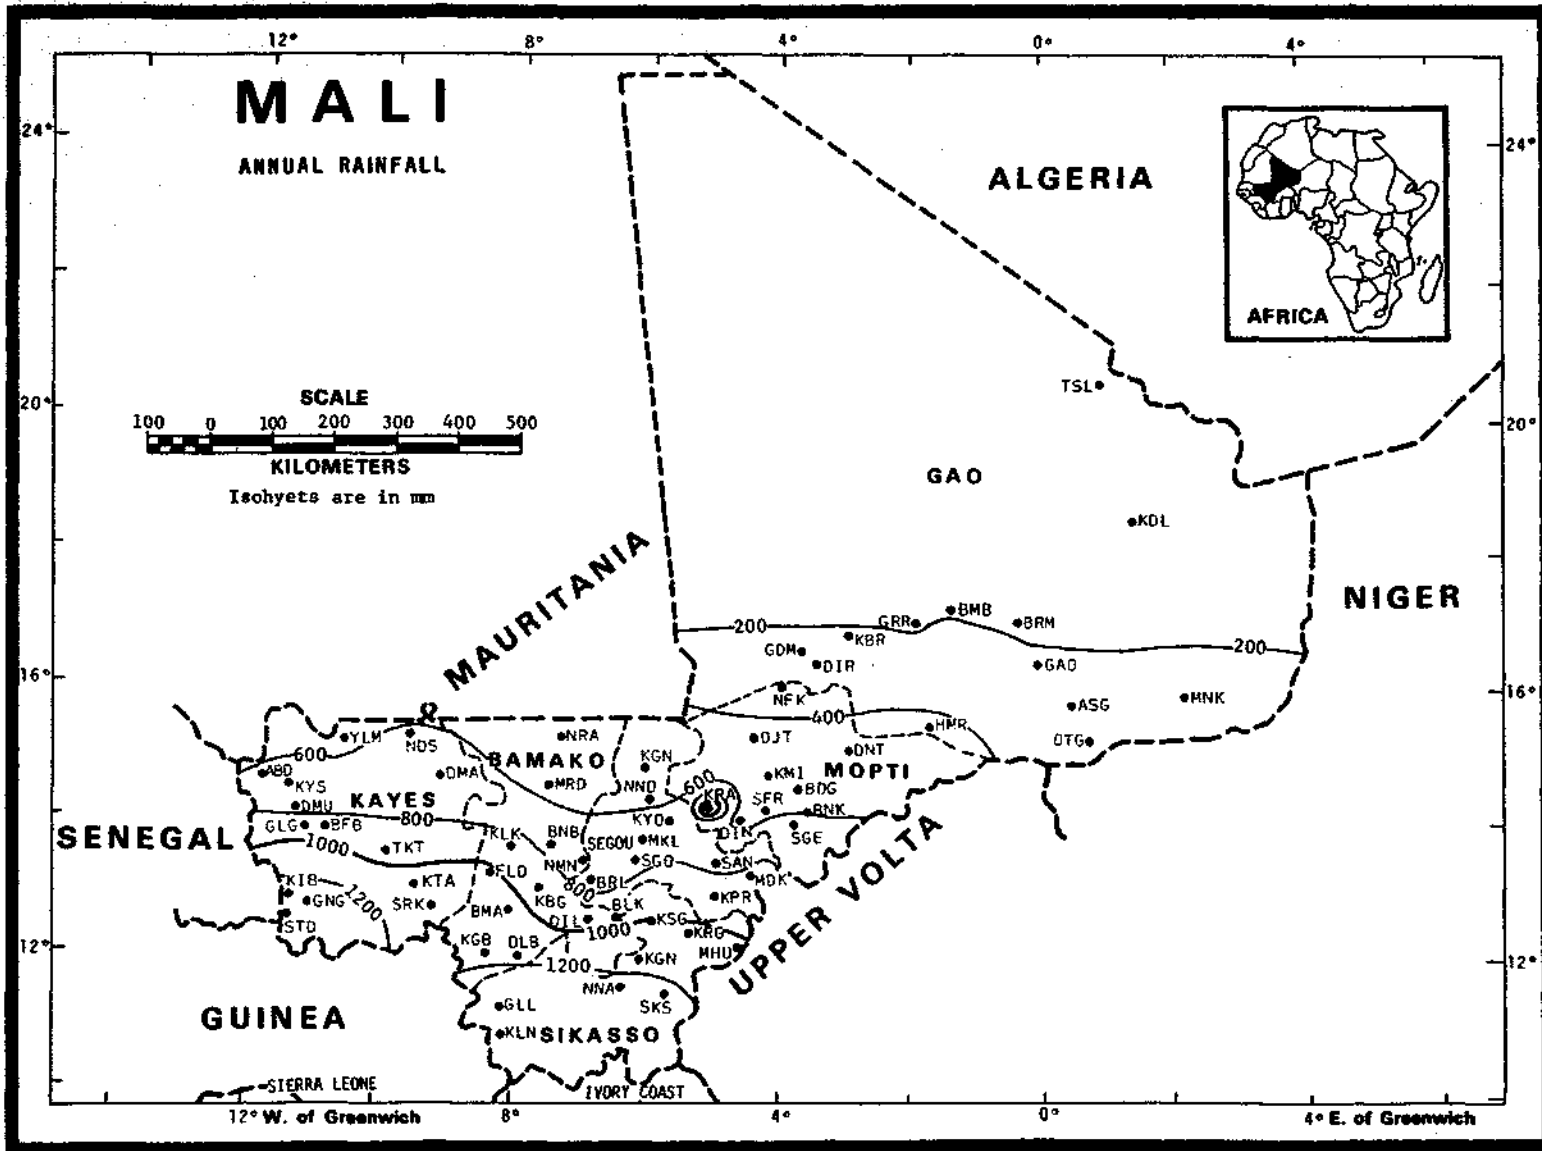 12° 8° 4° 0° 4°
MALI
ANNUAL RAINFALL
24° 24°
ALGERIA
AFRICA
TSL
20° 20°
SCALE
100 0 100 200 300 400 500
KILOMETERS
Isohyets are in mm
GAO
KDL
MAURITANIA
NIGER
200 GRR BMB BRM
KBR
GDM DIR GAO 200
16° 16°
NFK ASG MNK
400 HMR
YLM NDS NRA DJT DNT OTG
600 BAMAKO KGN
ABD KYS DMA MRD NND 600 KRA KMI MOPTI
BDG
DMU KAYES SFR BNK
GLG BFB 800 KYO DIN SGE
SENEGAL 1000 TKT KLK BNB SEGOU MKL
NMN SGO SAN
FLD 800 BRL MDK
KIB KTA KBG BLK KPR
GNG 1200 SRK BMA DIL KSG
STD 1000 KRG
KGB DLB MHU
12° 1200 KGN 12°
UPPER VOLTA
NNA
GLL SKS
GUINEA
KLN SIKASSO
SIERRA LEONE IVORY COAST
12° W. of Greenwich 8° 4° 0° 4° E. of Greenwich